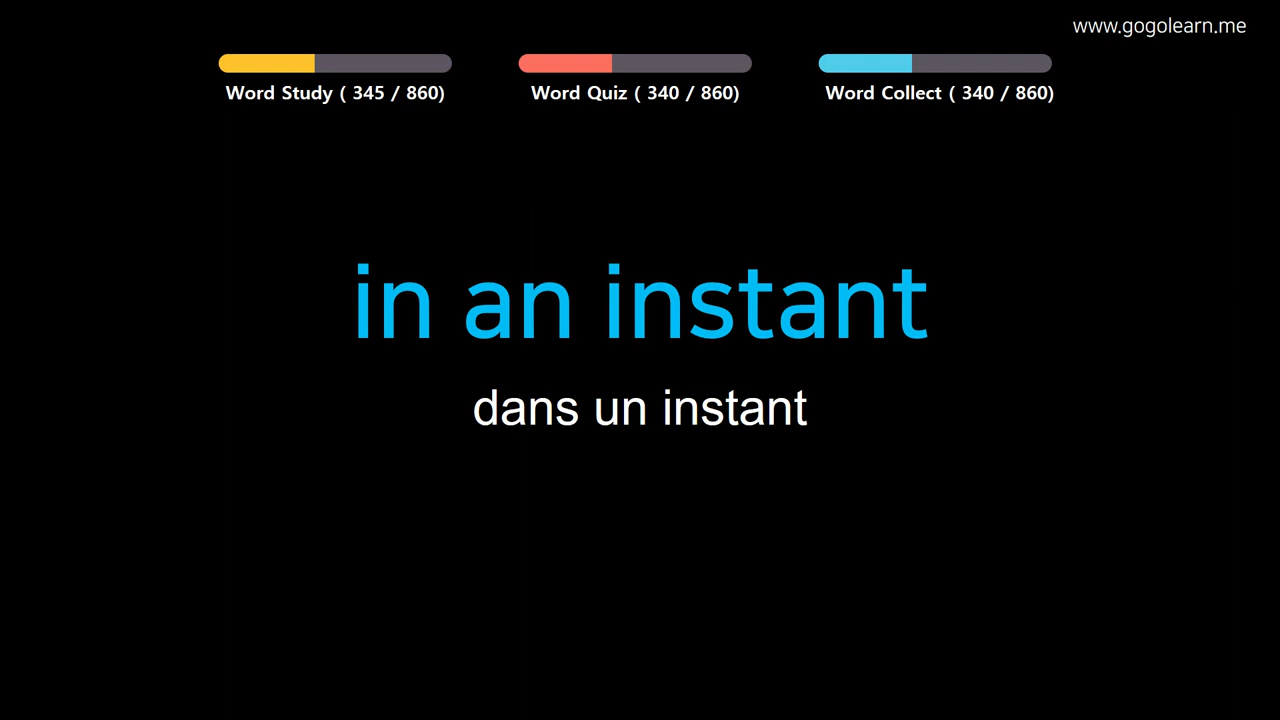 www.gogolearn.me
Word Study ( 345 / 860)
Word Quiz ( 340 / 860)
Word Collect ( 340 / 860)
in an instant
dans un instant